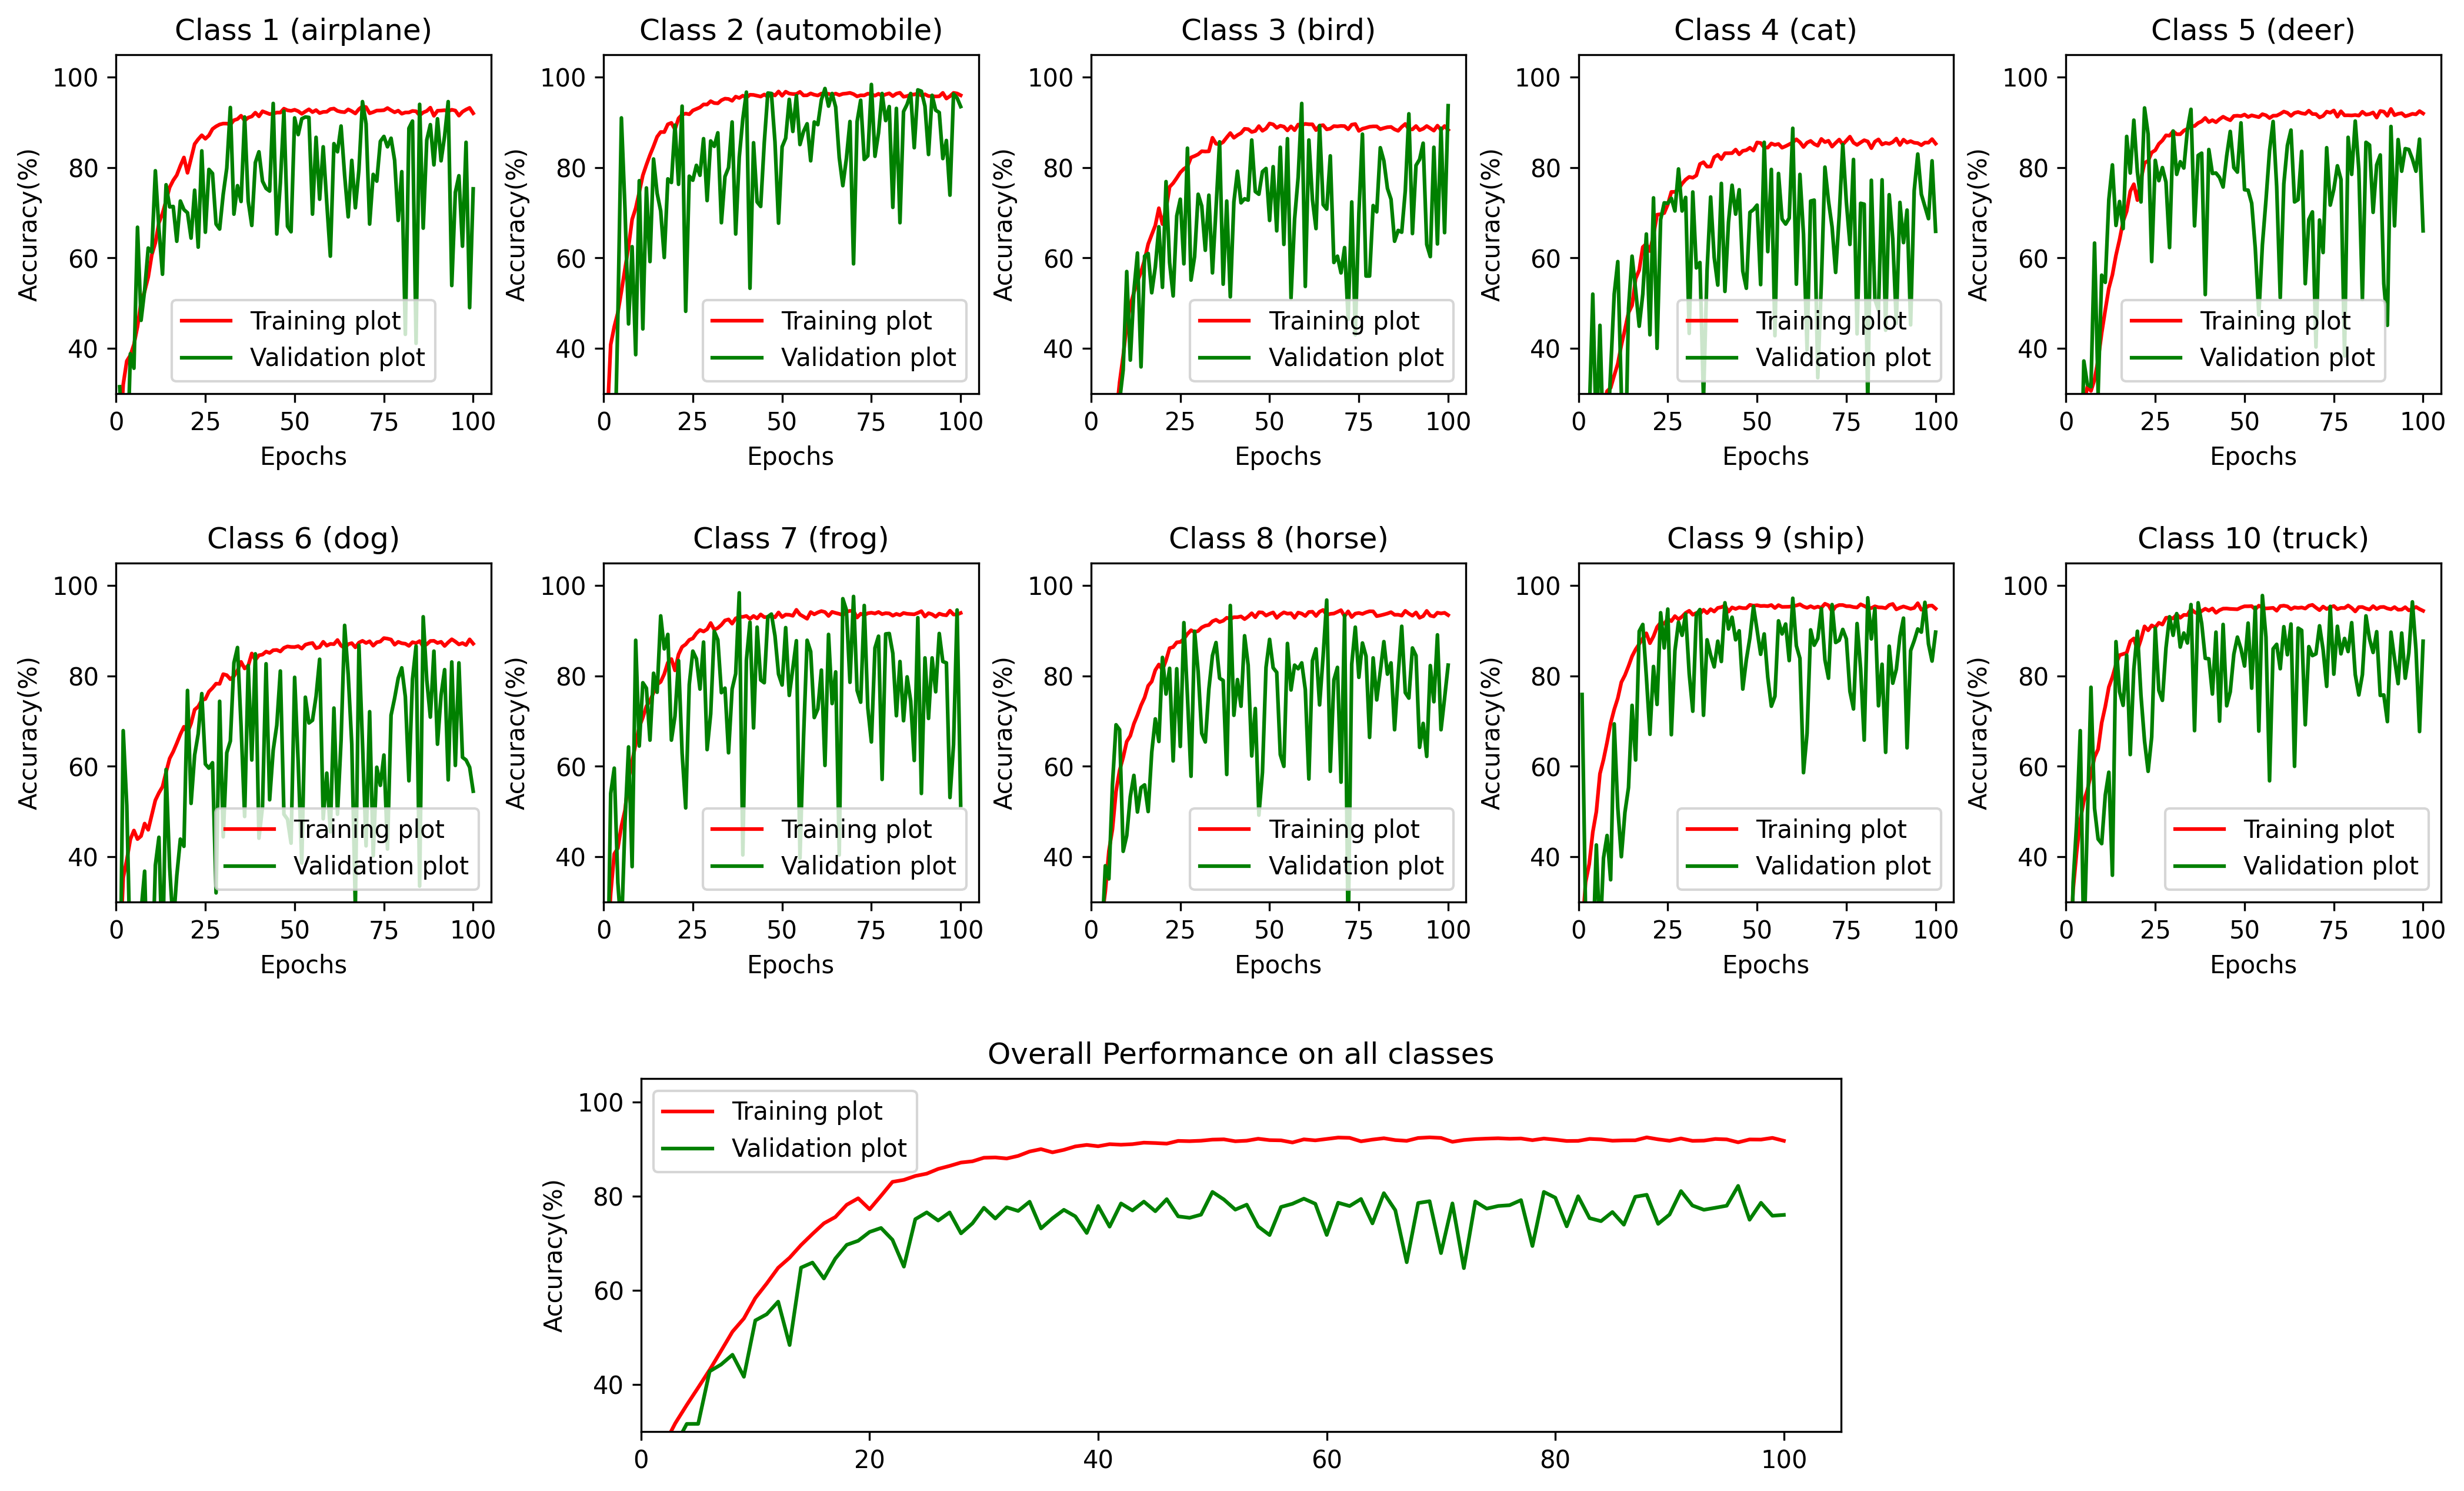 Class 1 (airplane)
Class 2 (automobile)
Class 3 (bird)
Class 4 (cat)
Class 5 (deer)
Accuracy(%)
100
80
60
40
Training plot
Validation plot
0 25 50 75 100
Epochs
Accuracy(%)
100
80
60
40
Training plot
Validation plot
0 25 50 75 100
Epochs
Accuracy(%)
100
80
60
40
Training plot
Validation plot
0 25 50 75 100
Epochs
Accuracy(%)
100
80
60
40
Training plot
Validation plot
0 25 50 75 100
Epochs
Accuracy(%)
100
80
60
40
Training plot
Validation plot
0 25 50 75 100
Epochs
Class 6 (dog)
Class 7 (frog)
Class 8 (horse)
Class 9 (ship)
Class 10 (truck)
Accuracy(%)
100
80
60
40
Training plot
Validation plot
0 25 50 75 100
Epochs
Accuracy(%)
100
80
60
40
Training plot
Validation plot
0 25 50 75 100
Epochs
Accuracy(%)
100
80
60
40
Training plot
Validation plot
0 25 50 75 100
Epochs
Accuracy(%)
100
80
60
40
Training plot
Validation plot
0 25 50 75 100
Epochs
Accuracy(%)
100
80
60
40
Training plot
Validation plot
0 25 50 75 100
Epochs
Overall Performance on all classes
Accuracy(%)
100
80
60
40
Training plot
Validation plot
0 20 40 60 80 100